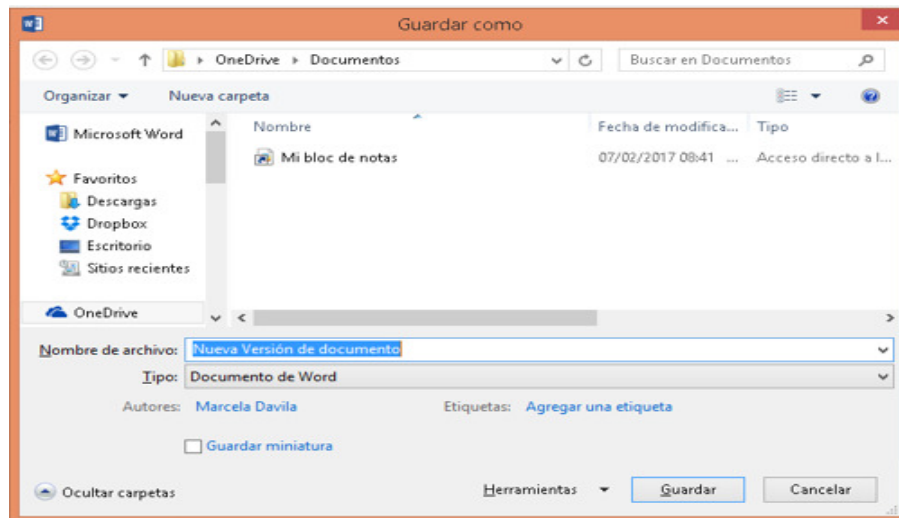 Guardar como
OneDrive Documentos
Buscar en Documentos
Organizar Nueva carpeta
Microsoft Word
Favoritos
Descargas
Dropbox
Escritorio
Sitios recientes
OneDrive
Nombre Fecha de modifica... Tipo
Mi bloc de notas 07/02/2017 08:41 ... Acceso directo a l...
Nombre de archivo: Nueva Versión de documento
Tipo: Documento de Word
Autores: Marcela Davila Etiquetas: Agregar una etiqueta
Guardar miniatura
Ocultar carpetas Herramientas Guardar Cancelar